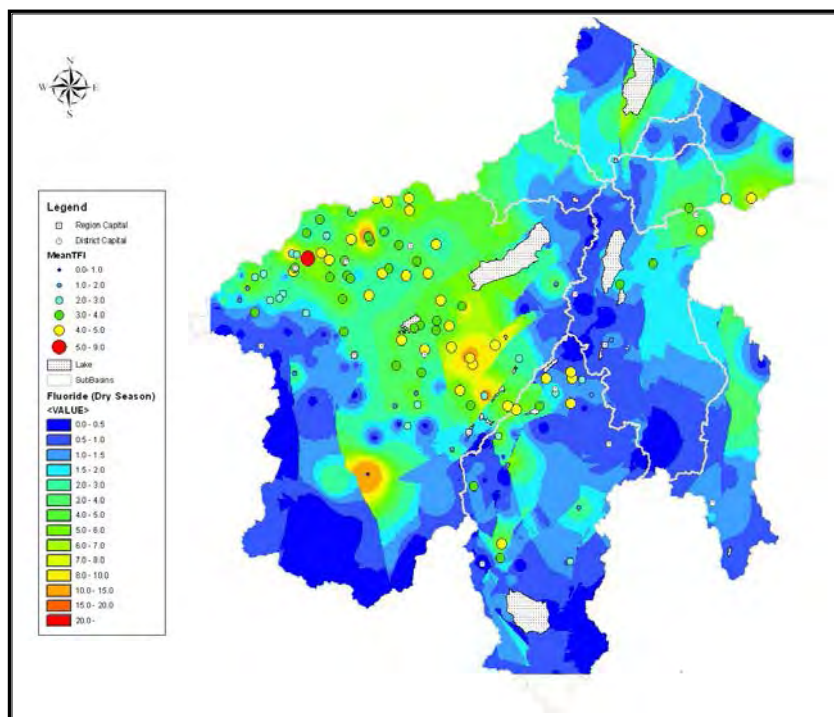 N
W E
S
Legend
Region Capital
District Capital
MeanTFI
0.0- 1.0
1.0 - 2.0
2.0 - 3.0
3.0 - 4.0
4.0 - 5.0
5.0 - 9.0
Lake
SubBasins
Fluoride (Dry Season)
<VALUE>
0.0 - 0.5
0.5 - 1.0
1.0 - 1.5
1.5 - 2.0
2.0 - 3.0
3.0 - 4.0
4.0 - 5.0
5.0 - 6.0
6.0 - 7.0
7.0 - 8.0
8.0 - 10.0
10.0 - 15.0
15.0 - 20.0
20.0 -